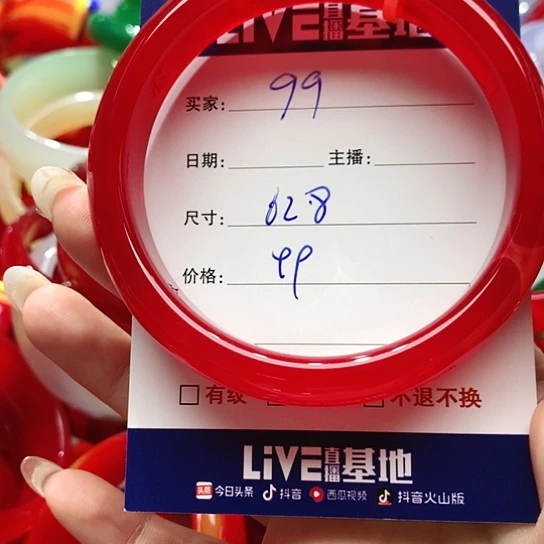 LiVE直播基地
买家: 99
日期: 主播:
尺寸: 62.8
价格: 99
有纹 不退不换
LiVE直播基地
头条 今日头条 抖音 西瓜视频 抖音火山版